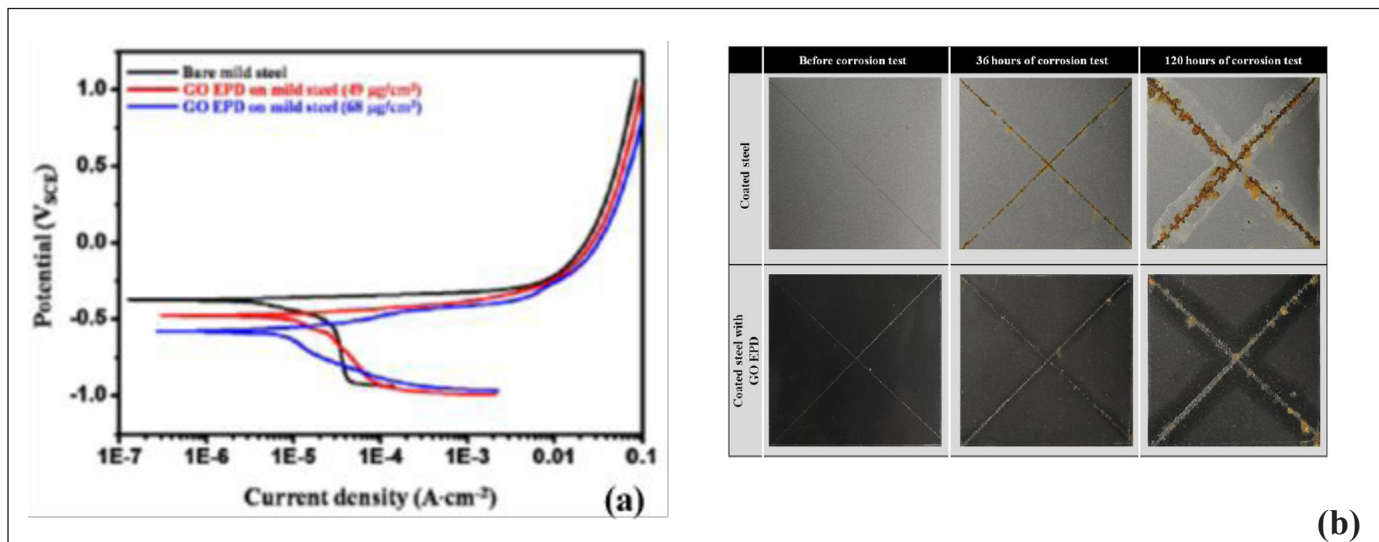 Bare mild steel
GO EPD on mild steel (49 µg/cm²)
GO EPD on mild steel (68 µg/cm²)
1.0
0.5
0.0
-0.5
-1.0
Potential (V_SCE)
1E-7 1E-6 1E-5 1E-4 1E-3 0.01 0.1
Current density (A·cm⁻²)
(a)
Before corrosion test 36 hours of corrosion test 120 hours of corrosion test
Coated steel
Coated steel with
GO EPD
(b)